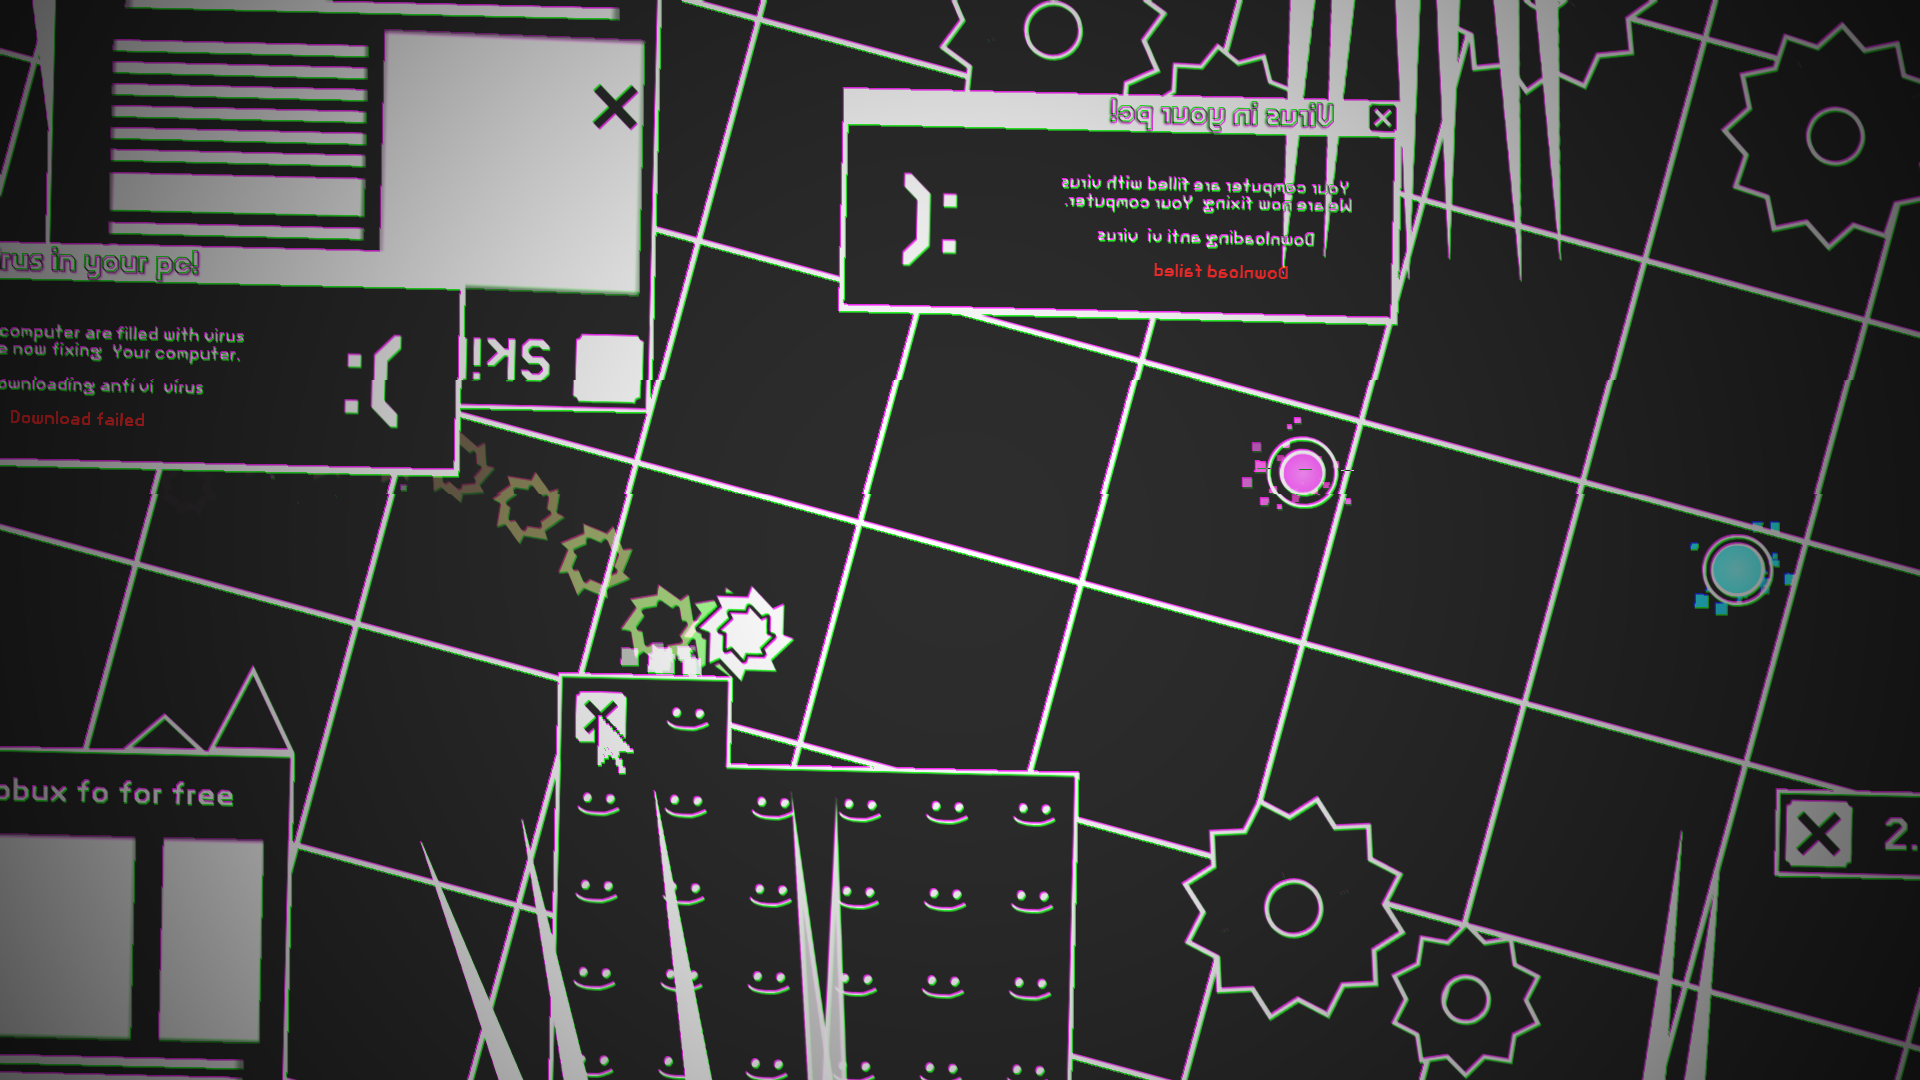 Virus in your pc!
Your computer are filled with virus
We are now fixing Your computer.
Downloading anti vi virus
Download failed
rus in your pc!
computer are filled with virus
e now fixing Your computer.
ownloading anti vi virus
Download failed
Ski
obux fo for free
2.